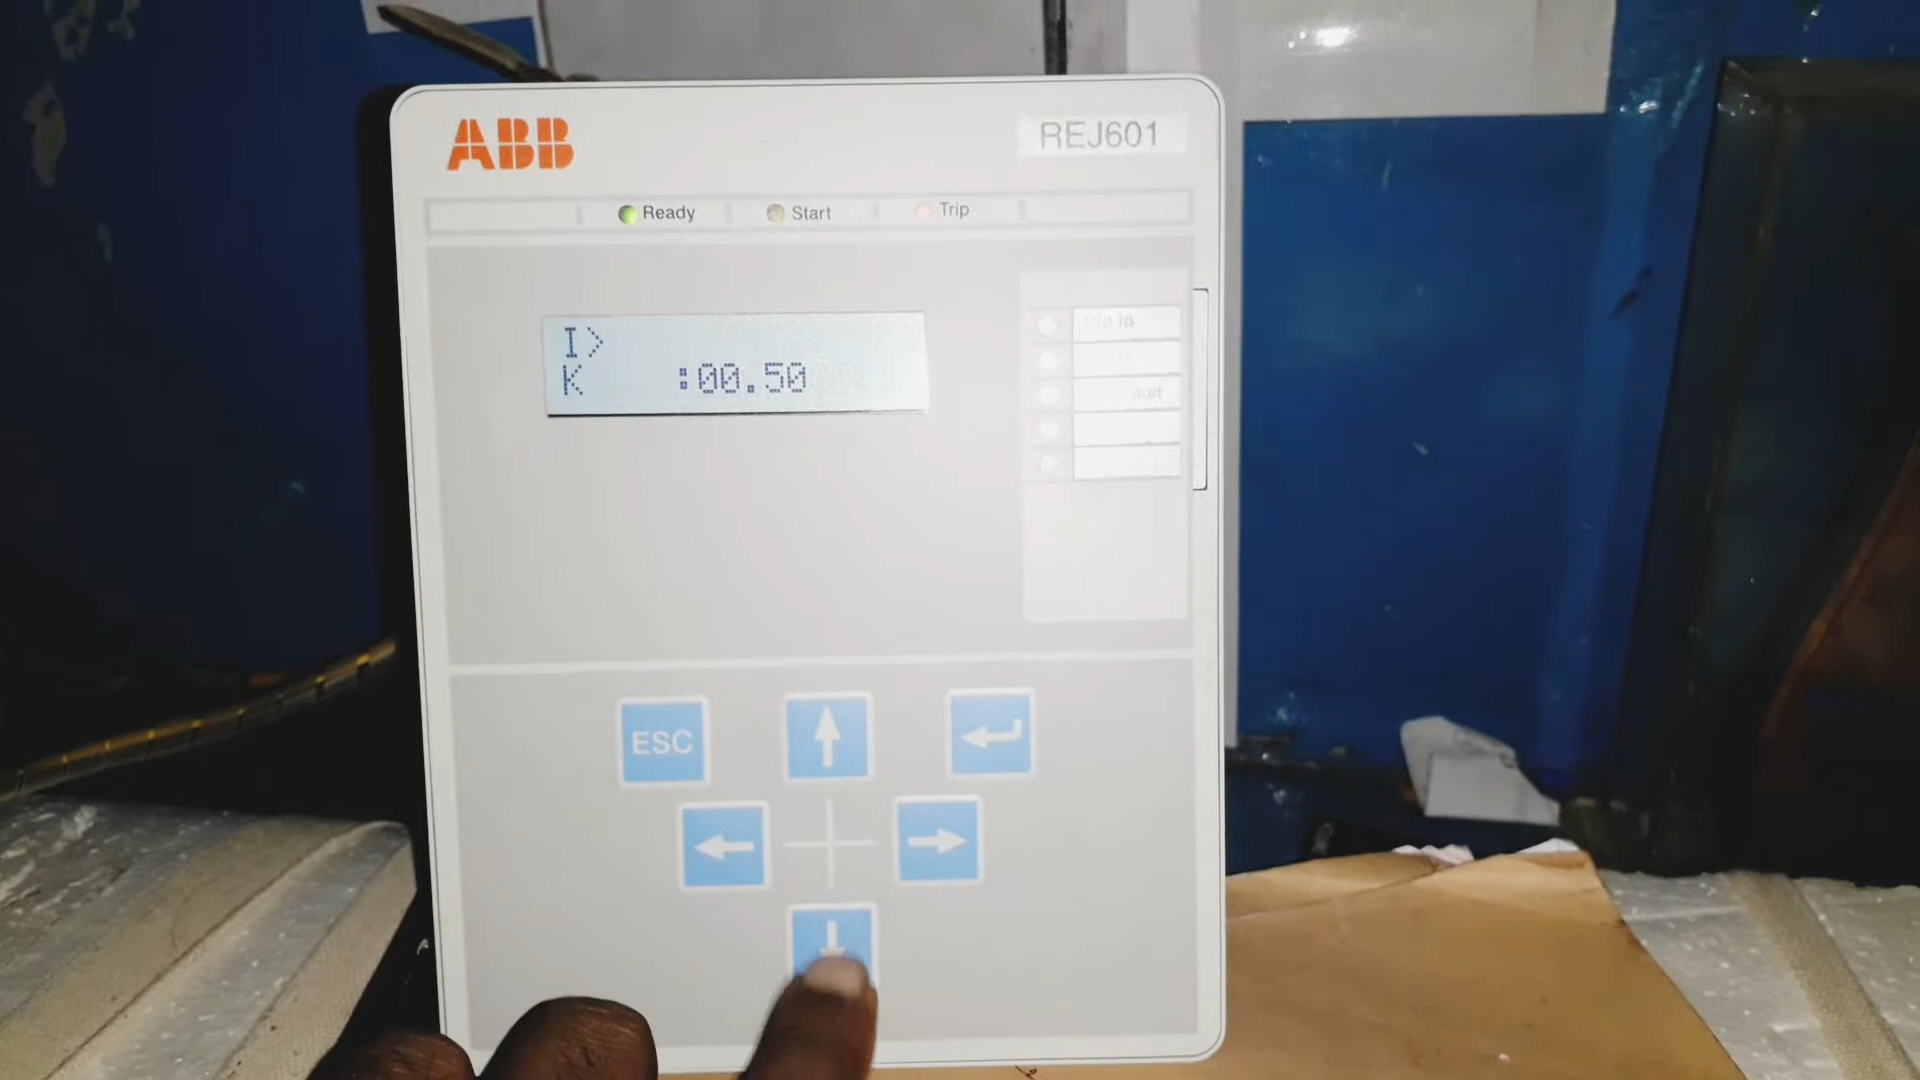 ABB
REJ601
Ready
Start
Trip
I>
K :00.50
ESC